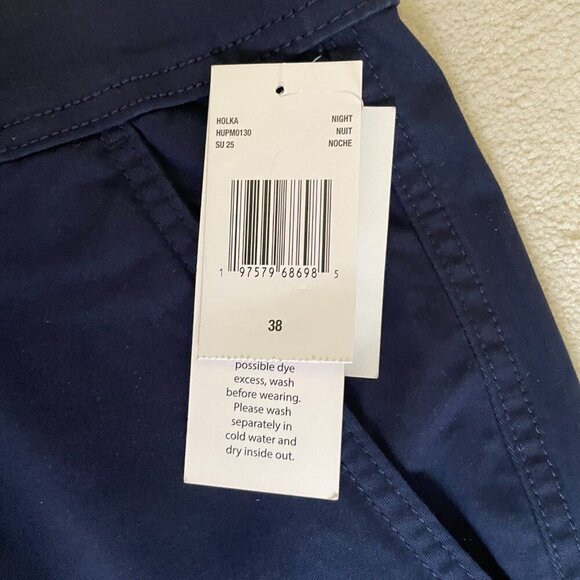 HOLKA NIGHT
HUPM0130 NUIT
SU 25 NOCHE
1 97579 68698 5
38
possible dye
excess, wash
before wearing.
Please wash
separately in
cold water and
dry inside out.